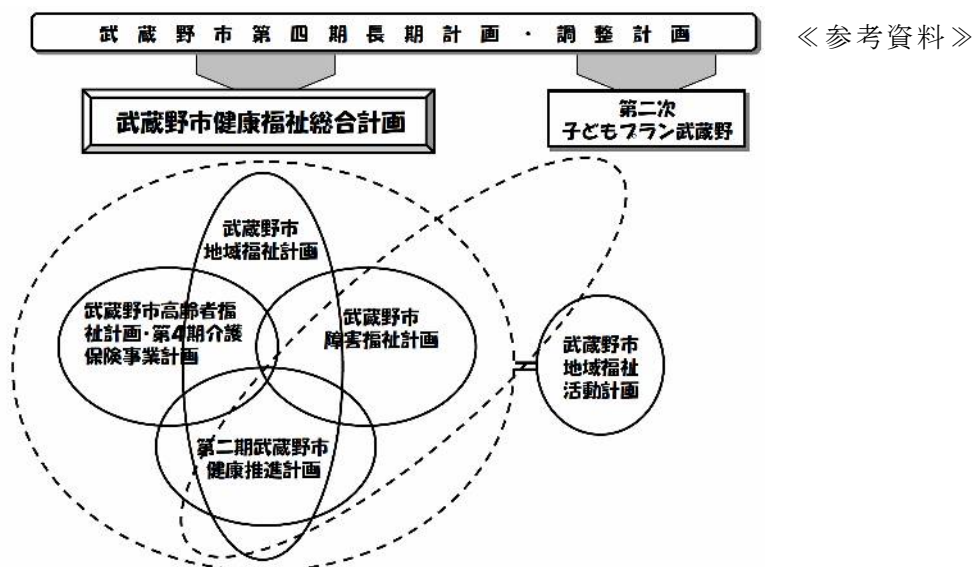 武蔵野市第四期長期計画・調整計画
≪参考資料≫
武蔵野市健康福祉総合計画
第二次
子どもプラン武蔵野
武蔵野市
地域福祉計画
武蔵野市高齢者福
祉計画・第4期介護
保険事業計画
武蔵野市
障害福祉計画
武蔵野市
地域福祉
活動計画
第二期武蔵野市
健康推進計画